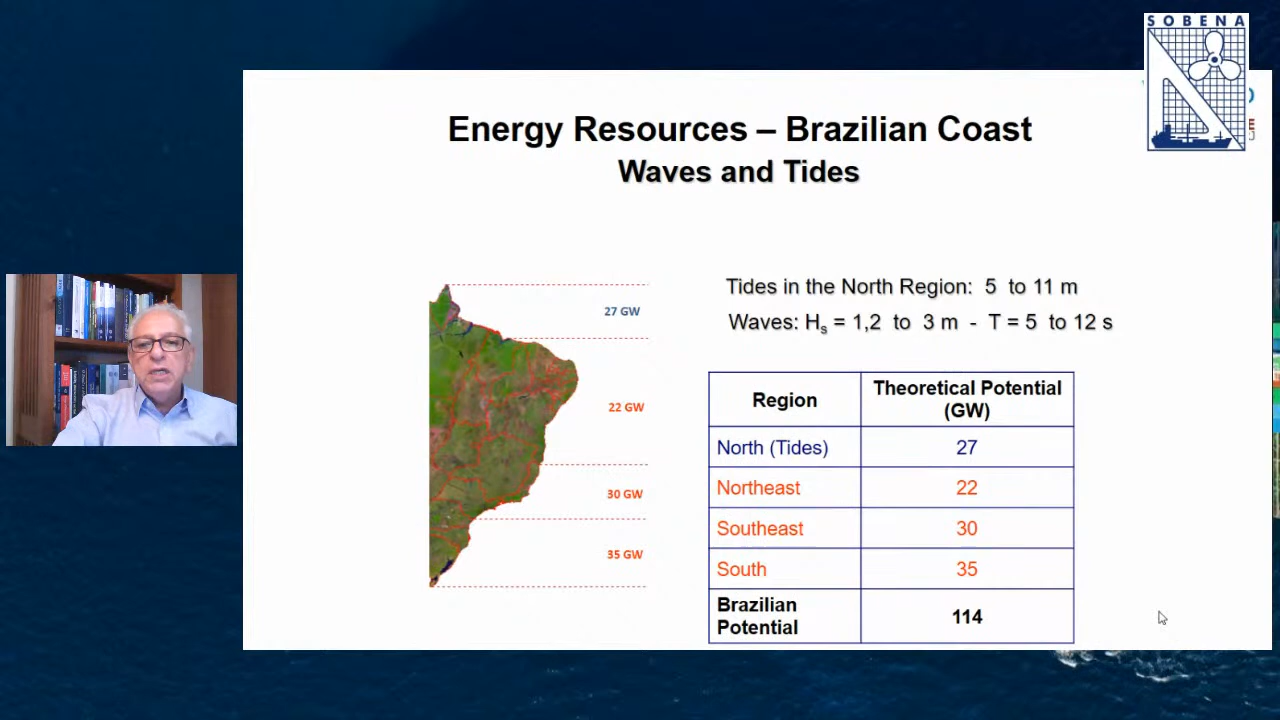 SOBENA
Energy Resources – Brazilian Coast
Waves and Tides
27 GW
22 GW
30 GW
35 GW
Tides in the North Region: 5 to 11 m
Waves: Hs = 1,2 to 3 m - T = 5 to 12 s
Region
Theoretical Potential
(GW)
North (Tides)
27
Northeast
22
Southeast
30
South
35
Brazilian
Potential
114